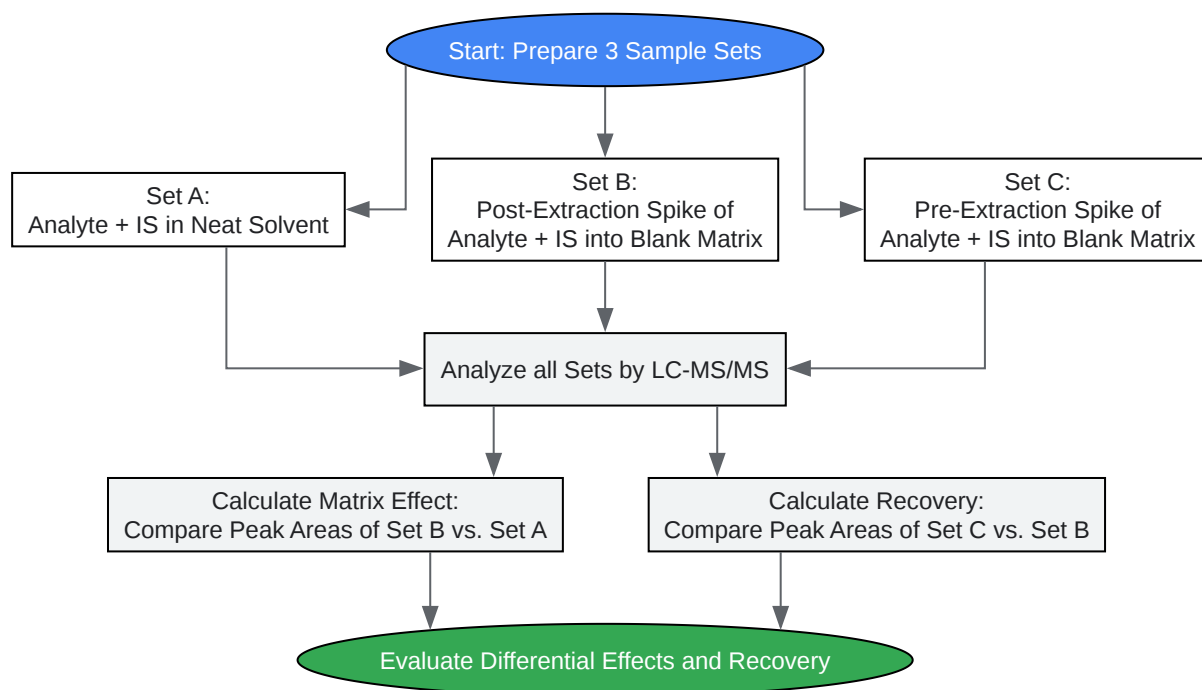 Start: Prepare 3 Sample Sets
Set A:
Analyte + IS in Neat Solvent
Set B:
Post-Extraction Spike of
Analyte + IS into Blank Matrix
Set C:
Pre-Extraction Spike of
Analyte + IS into Blank Matrix
Analyze all Sets by LC-MS/MS
Calculate Matrix Effect:
Compare Peak Areas of Set B vs. Set A
Calculate Recovery:
Compare Peak Areas of Set C vs. Set B
Evaluate Differential Effects and Recovery